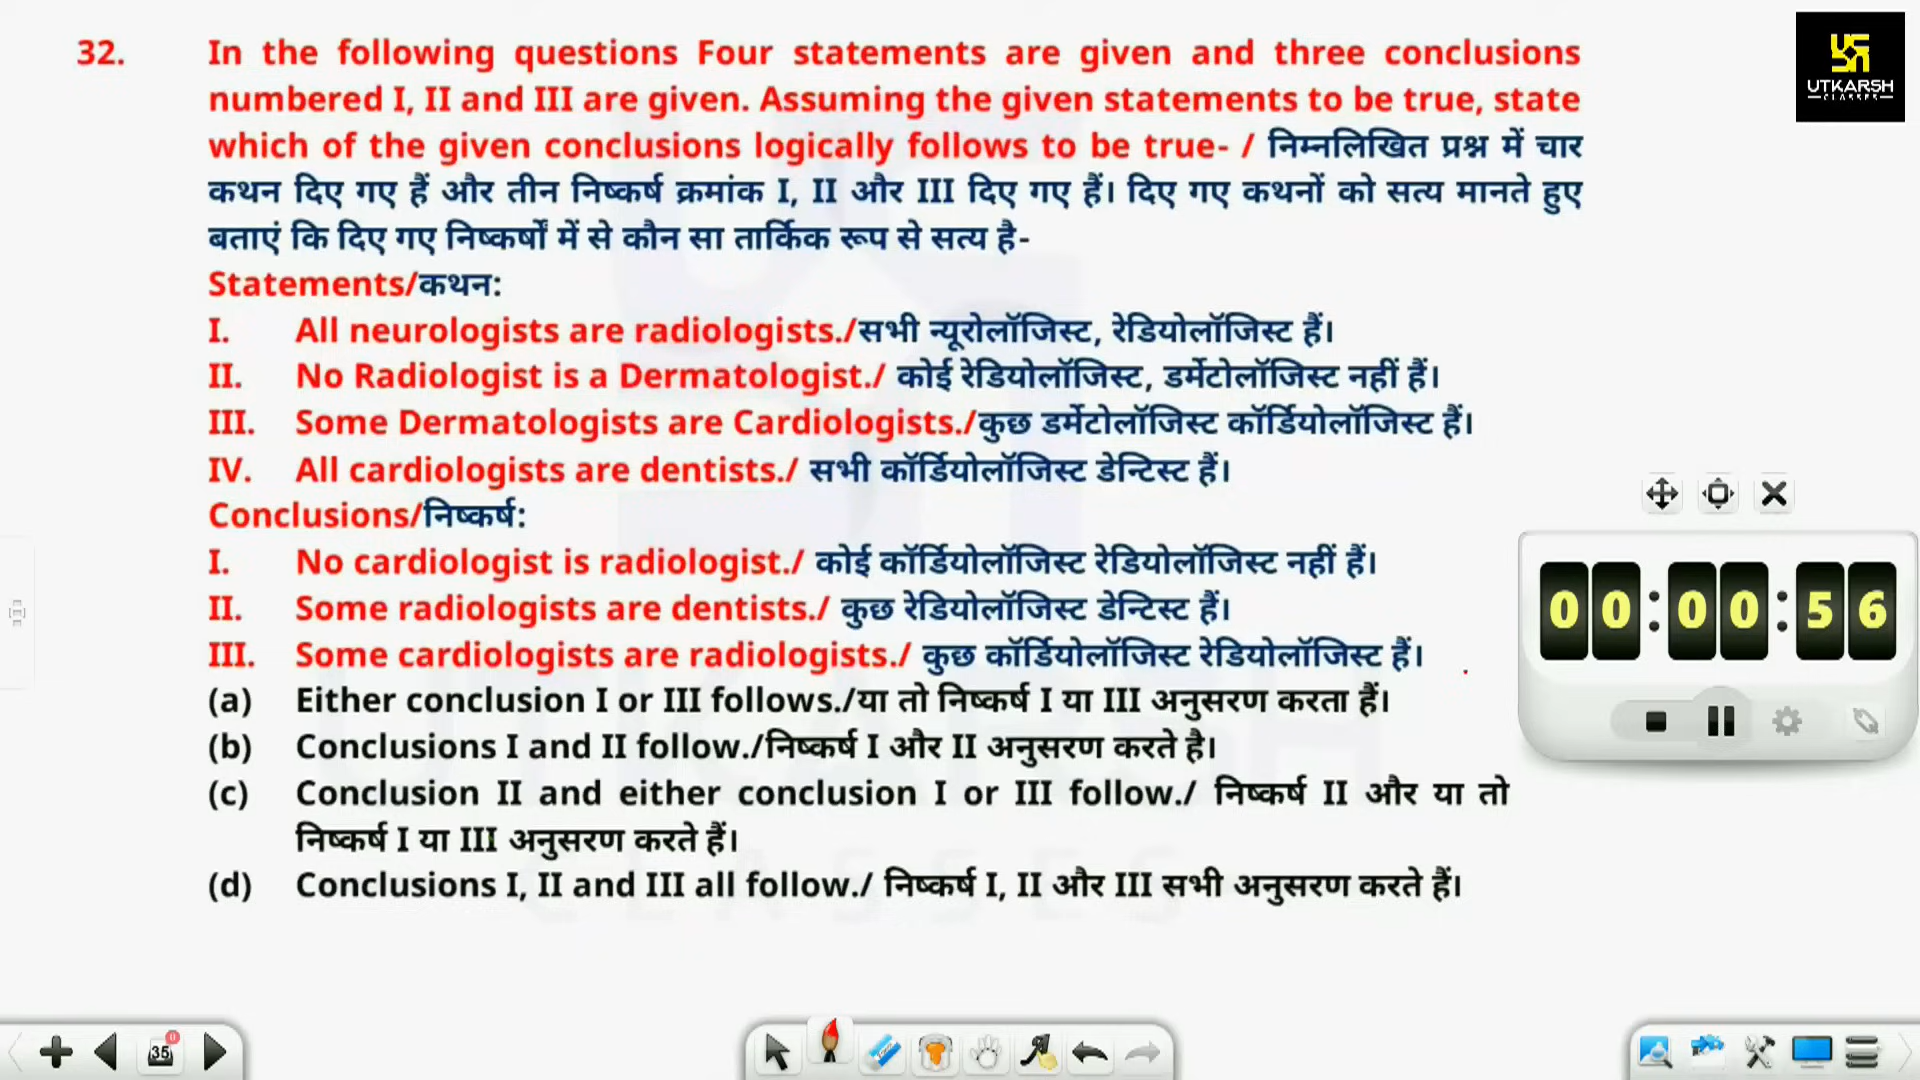 32. In the following questions Four statements are given and three conclusions
numbered I, II and III are given. Assuming the given statements to be true, state
which of the given conclusions logically follows to be true- / निम्नलिखित प्रश्न में चार
कथन दिए गए हैं और तीन निष्कर्ष क्रमांक I, II और III दिए गए हैं। दिए गए कथनों को सत्य मानते हुए
बताएं कि दिए गए निष्कर्षों में से कौन सा तार्किक रूप से सत्य है-
Statements/कथन:
I. All neurologists are radiologists./सभी न्यूरोलॉजिस्ट, रेडियोलॉजिस्ट हैं।
II. No Radiologist is a Dermatologist./ कोई रेडियोलॉजिस्ट, डर्मेटोलॉजिस्ट नहीं हैं।
III. Some Dermatologists are Cardiologists./कुछ डर्मेटोलॉजिस्ट कॉर्डियोलॉजिस्ट हैं।
IV. All cardiologists are dentists./ सभी कॉर्डियोलॉजिस्ट डेन्टिस्ट हैं।
Conclusions/निष्कर्ष:
I. No cardiologist is radiologist./ कोई कॉर्डियोलॉजिस्ट रेडियोलॉजिस्ट नहीं हैं।
II. Some radiologists are dentists./ कुछ रेडियोलॉजिस्ट डेन्टिस्ट हैं।
III. Some cardiologists are radiologists./ कुछ कॉर्डियोलॉजिस्ट रेडियोलॉजिस्ट हैं।
(a) Either conclusion I or III follows./या तो निष्कर्ष I या III अनुसरण करता हैं।
(b) Conclusions I and II follow./निष्कर्ष I और II अनुसरण करते है।
(c) Conclusion II and either conclusion I or III follow./ निष्कर्ष II और या तो
निष्कर्ष I या III अनुसरण करते हैं।
(d) Conclusions I, II and III all follow./ निष्कर्ष I, II और III सभी अनुसरण करते हैं।
UTKARSH
CLASSES
00:00:56
35
0